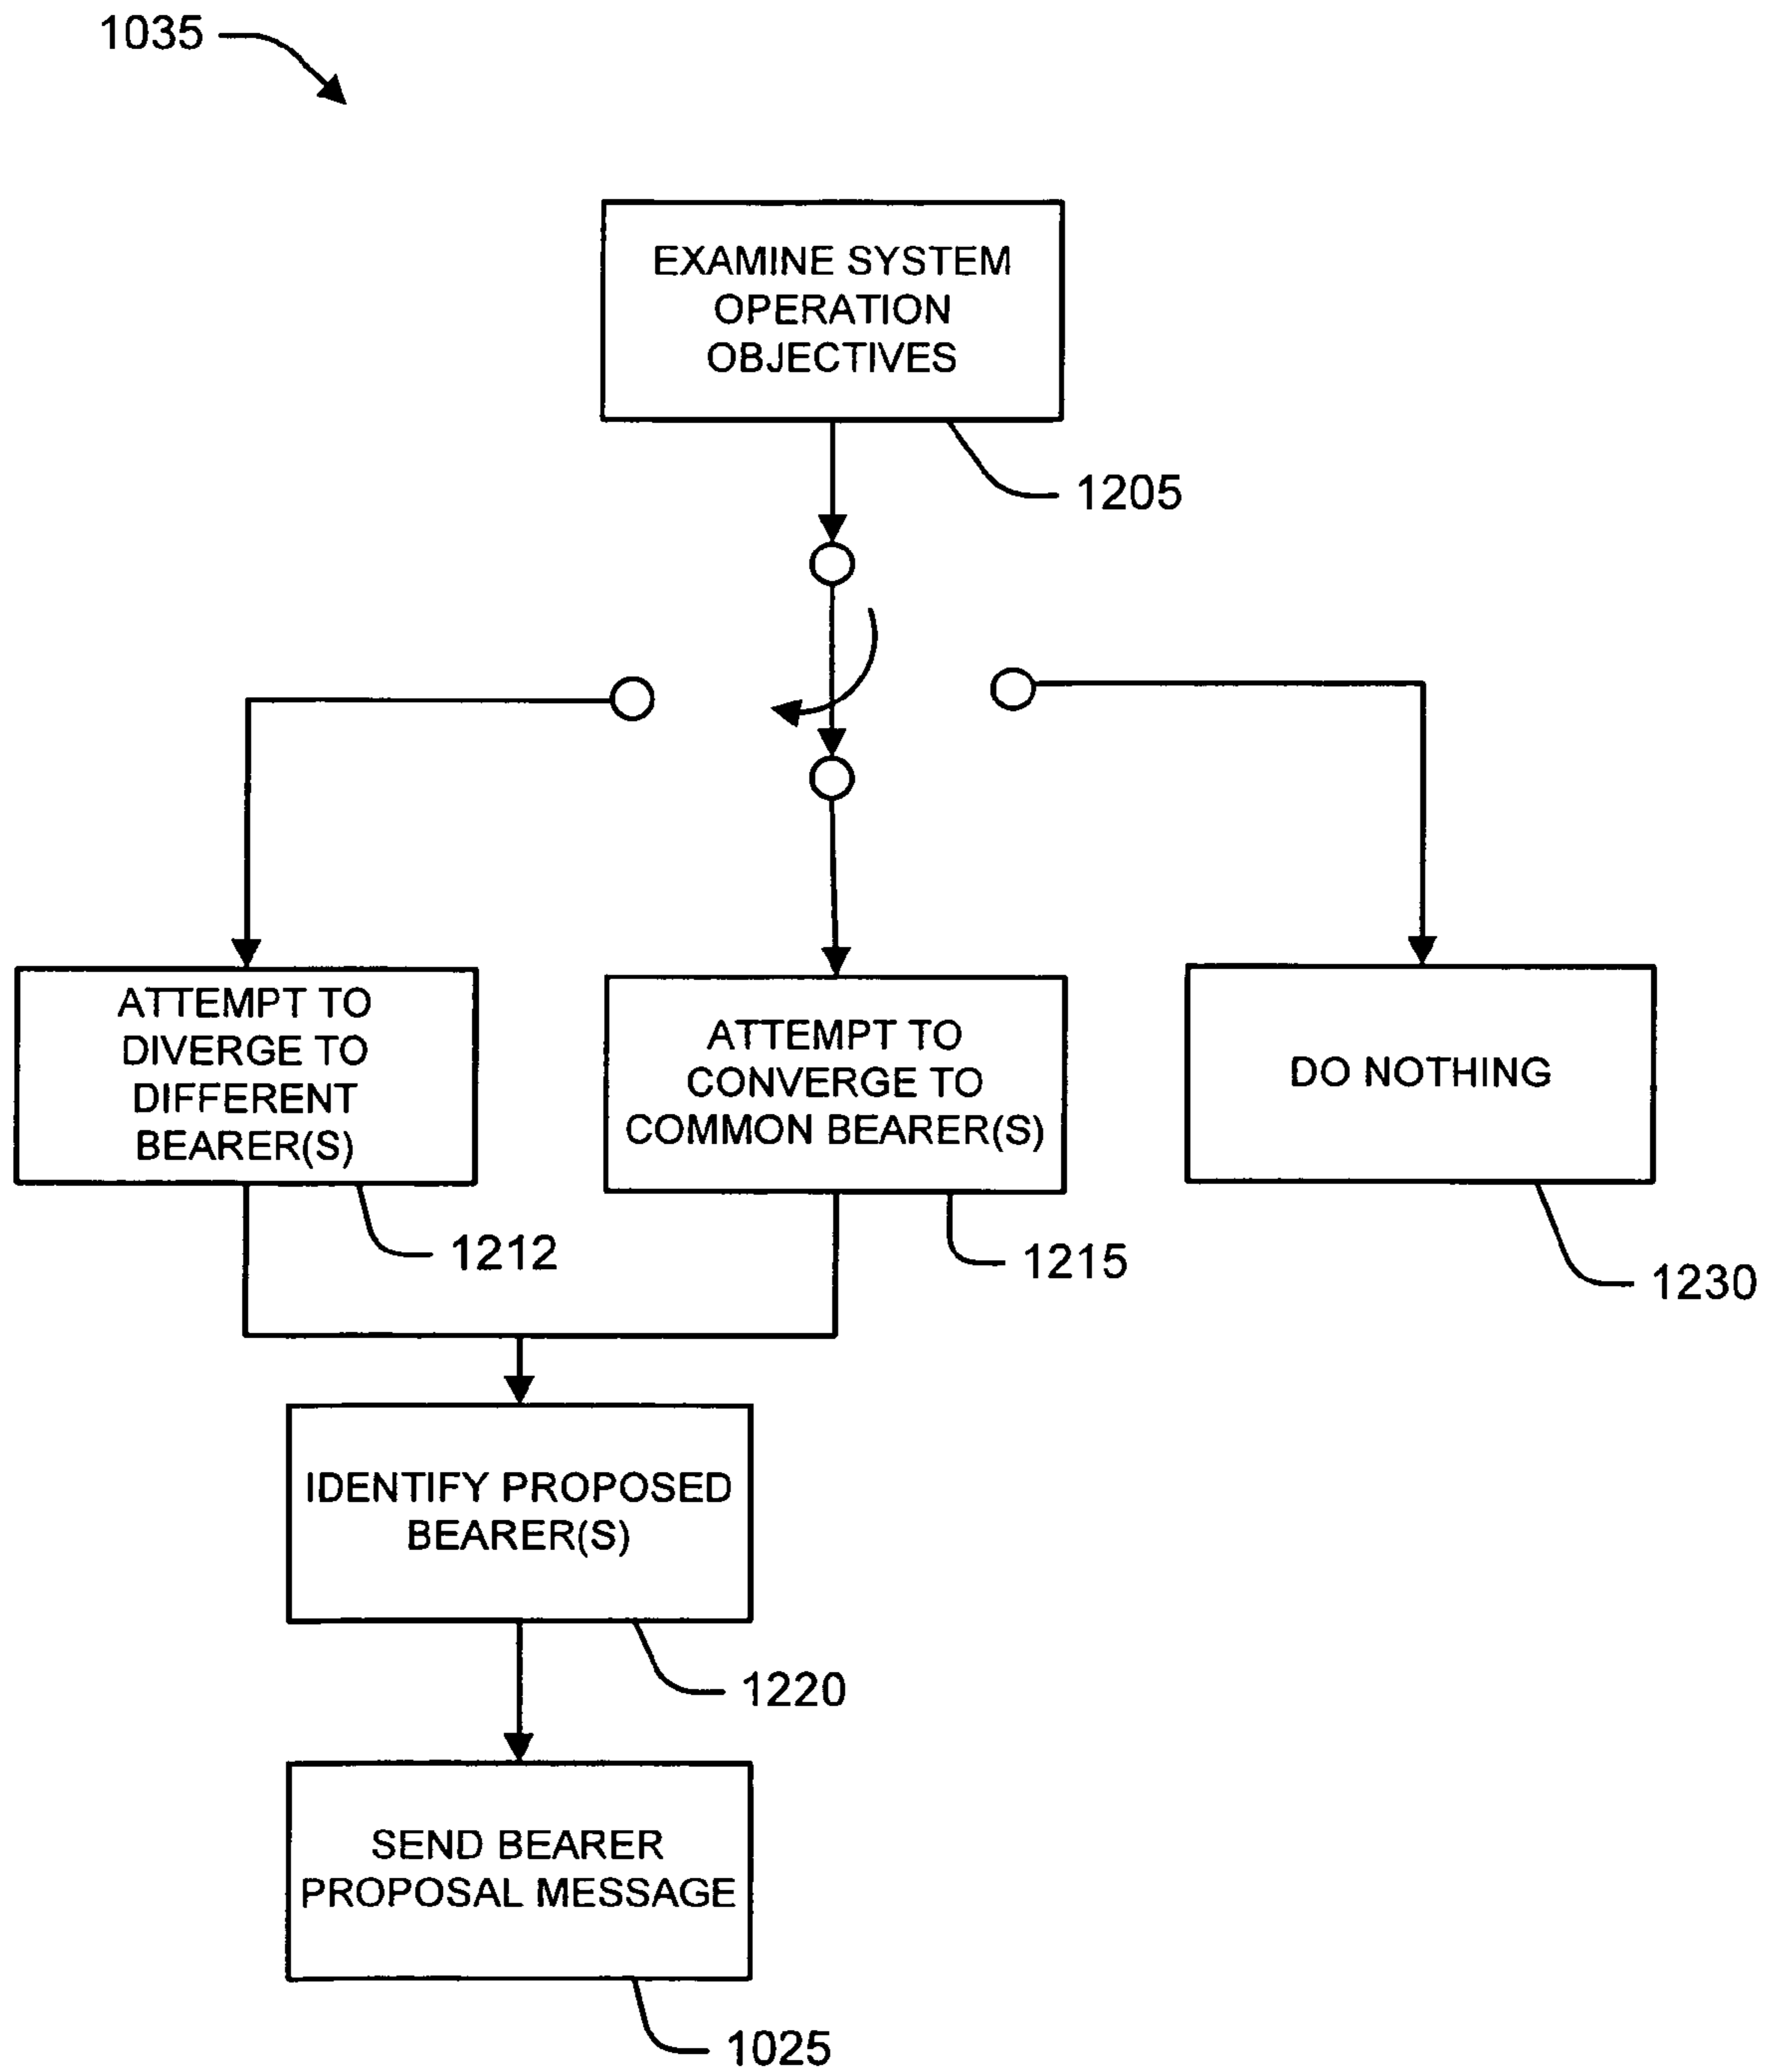 1035
EXAMINE SYSTEM
OPERATION
OBJECTIVES
1205
ATTEMPT TO
DIVERGE TO
DIFFERENT
BEARER(S)
1212
ATTEMPT TO
CONVERGE TO
COMMON BEARER(S)
1215
DO NOTHING
1230
IDENTIFY PROPOSED
BEARER(S)
1220
SEND BEARER
PROPOSAL MESSAGE
1025